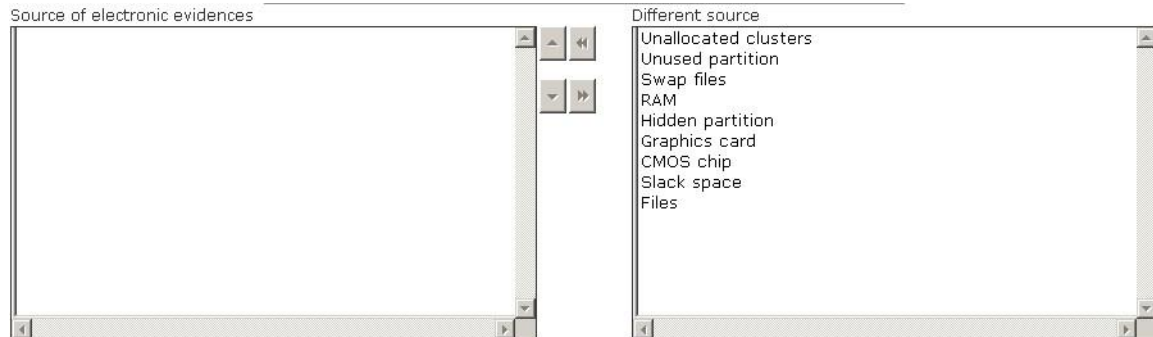 Source of electronic evidences
Different source
Unallocated clusters
Unused partition
Swap files
RAM
Hidden partition
Graphics card
CMOS chip
Slack space
Files